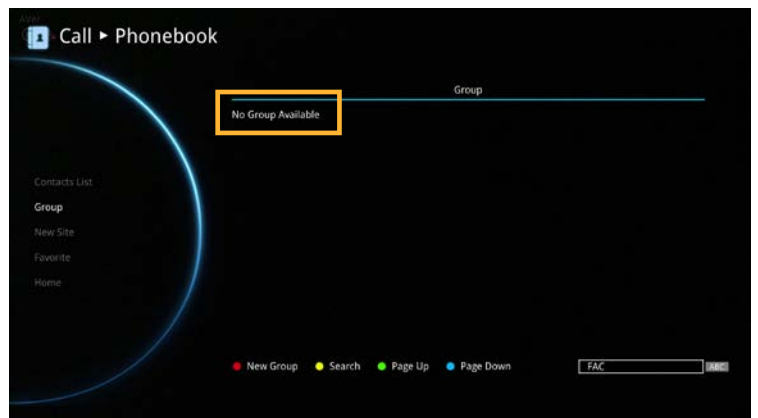 AVer
Call ► Phonebook
Group
No Group Available
Contacts List
Group
New Site
Favorite
Home
New Group Search Page Up Page Down FAC ABC